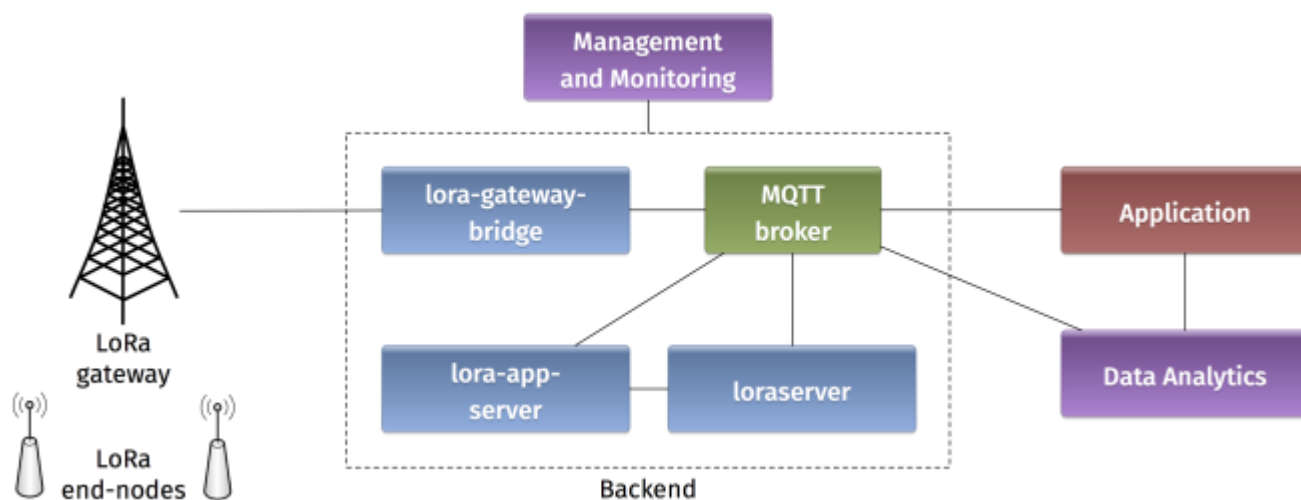 Management
and Monitoring
lora-gateway-
bridge
MQTT
broker
Application
LoRa
gateway
lora-app-
server
loraserver
Data Analytics
LoRa
end-nodes
Backend